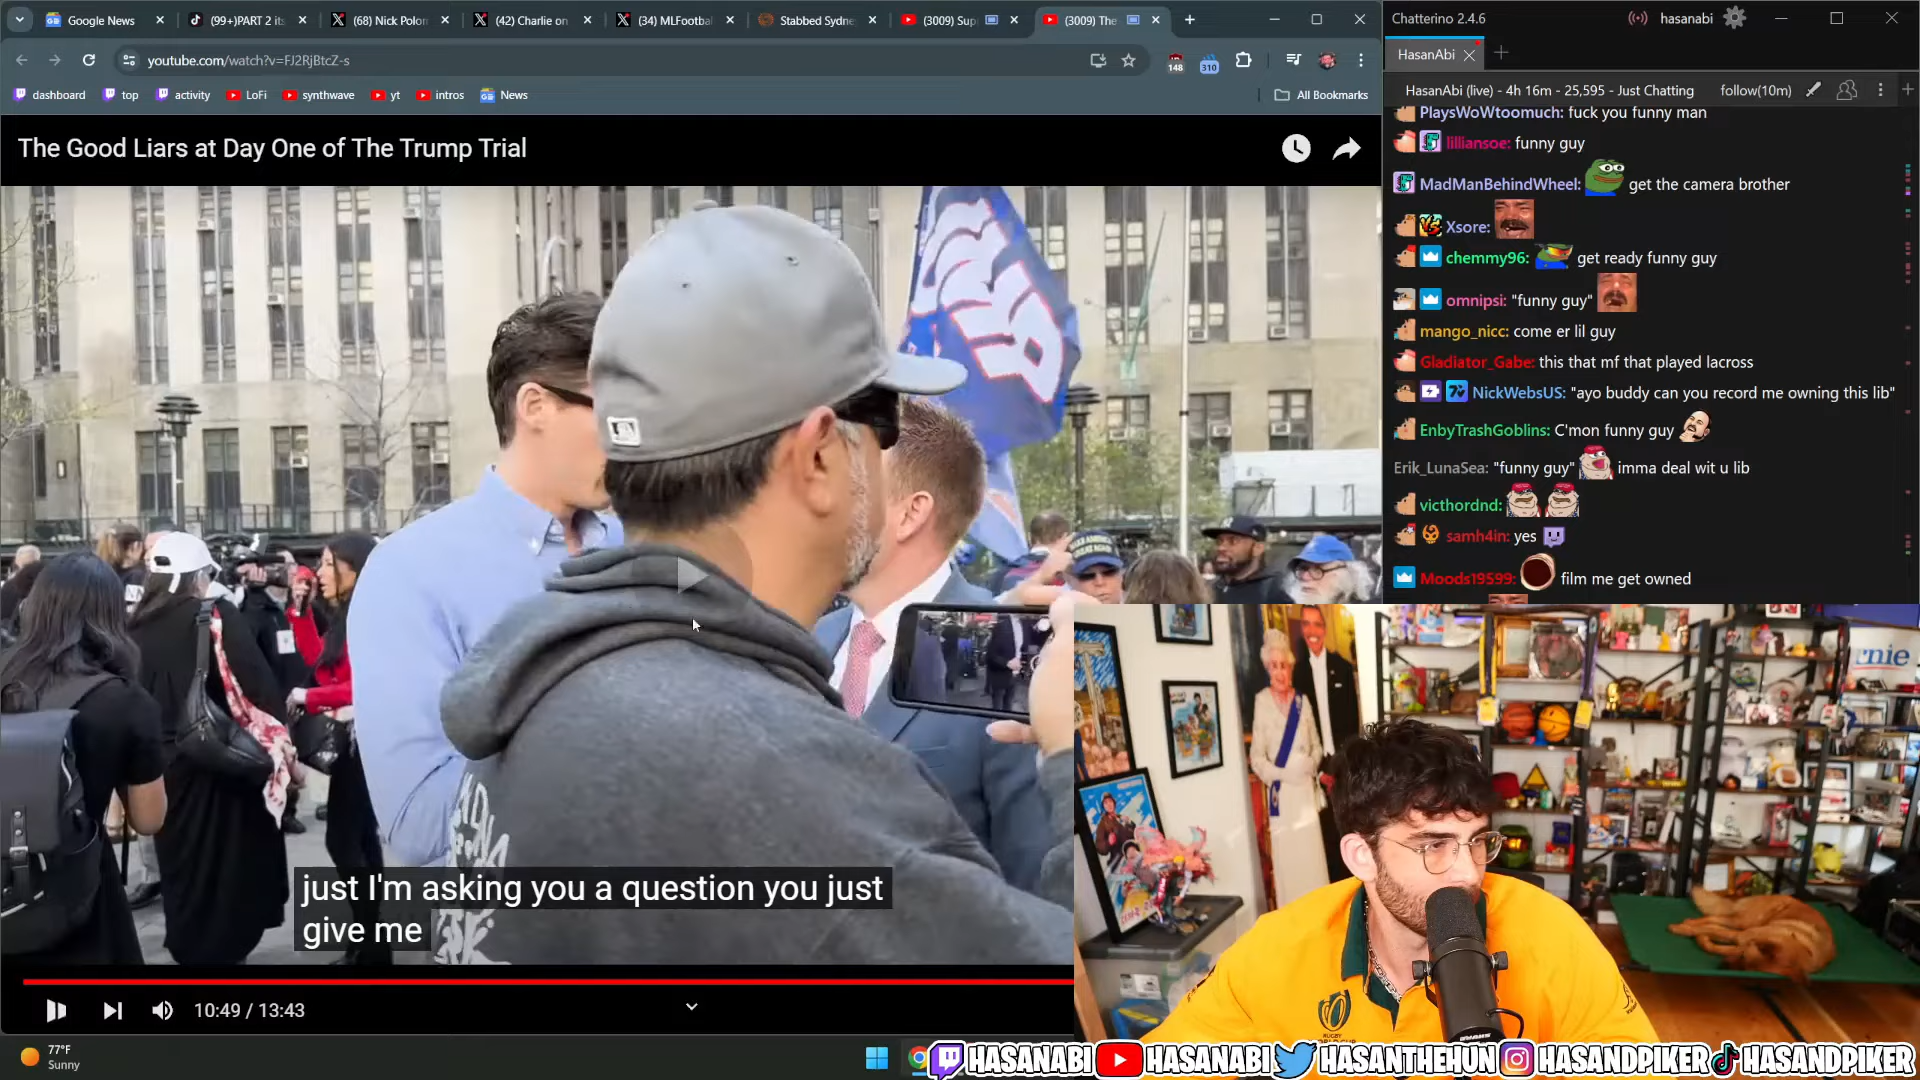 Google News
(99+)PART 2 its
(68) Nick Polom
(42) Charlie on
(34) MLFootbal
Stabbed Sydne
(3009) Sup
(3009) The
youtube.com/watch?v=FJ2RjBtcZ-s
148
310
dashboard
top
activity
LoFi
synthwave
yt
intros
News
All Bookmarks
The Good Liars at Day One of The Trump Trial
just I'm asking you a question you just
give me
10:49 / 13:43
77°F
Sunny
Chatterino 2.4.6
hasanabi
HasanAbi
HasanAbi (live) - 4h 16m - 25,595 - Just Chatting
follow(10m)
PlaysWoWtoomuch: fuck you funny man
lilliansoe: funny guy
MadManBehindWheel: get the camera brother
Xsore:
chemmy96: get ready funny guy
omnipsi: "funny guy"
mango_nicc: come er lil guy
Gladiator_Gabe: this that mf that played lacross
NickWebsUS: "ayo buddy can you record me owning this lib"
EnbyTrashGoblins: C'mon funny guy
Erik_LunaSea: "funny guy" imma deal wit u lib
victhordnd:
samh4in: yes
Moods19599: film me get owned
ernie
HASANABI HASANABI HASANTHEHUN HASANDPIKER HASANDPIKER